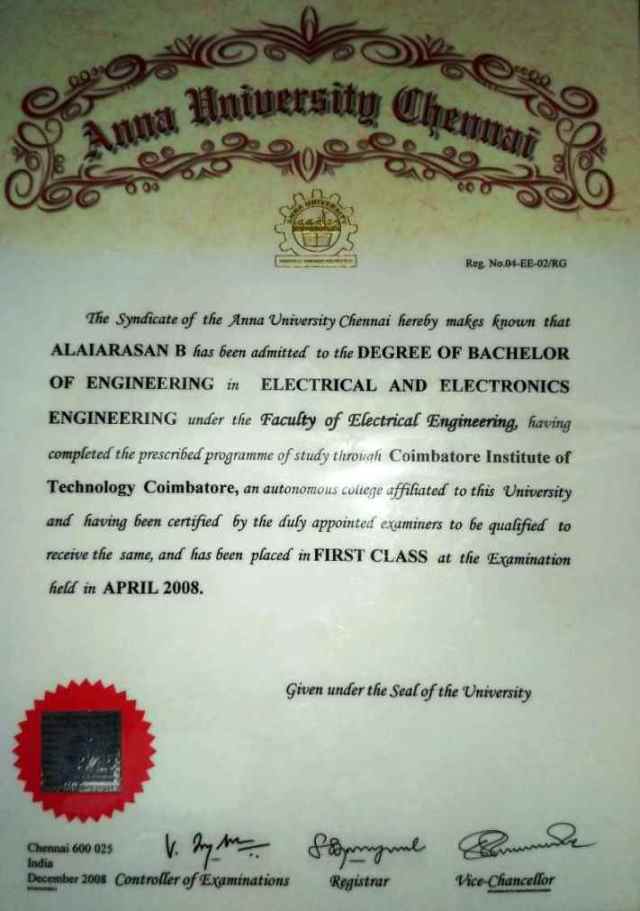 Anna University Chennai
ANNA UNIVERSITY
Reg. No.04-EE-02/RG
The Syndicate of the Anna University Chennai hereby makes known that
ALAIARASAN B has been admitted to the DEGREE OF BACHELOR
OF ENGINEERING in ELECTRICAL AND ELECTRONICS
ENGINEERING under the Faculty of Electrical Engineering, having
completed the prescribed programme of study through Coimbatore Institute of
Technology Coimbatore, an autonomous college affiliated to this University
and having been certified by the duly appointed examiners to be qualified to
receive the same, and has been placed in FIRST CLASS at the Examination
held in APRIL 2008.
Given under the Seal of the University
Chennai 600 025
India
December 2008 Controller of Examinations Registrar Vice-Chancellor